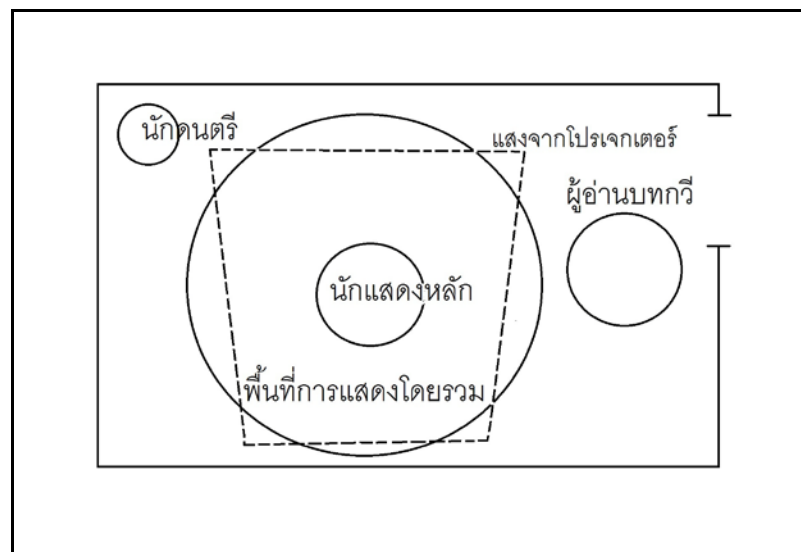 นักดนตรี
แสงจากโปรเจกเตอร์
ผู้อ่านบทกวี
นักแสดงหลัก
พื้นที่การแสดงโดยรวม